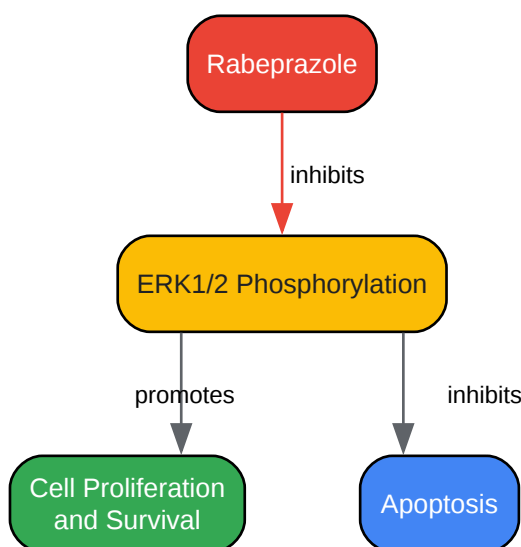 Rabeprazole
inhibits
ERK1/2 Phosphorylation
promotes
inhibits
Cell Proliferation
and Survival
Apoptosis